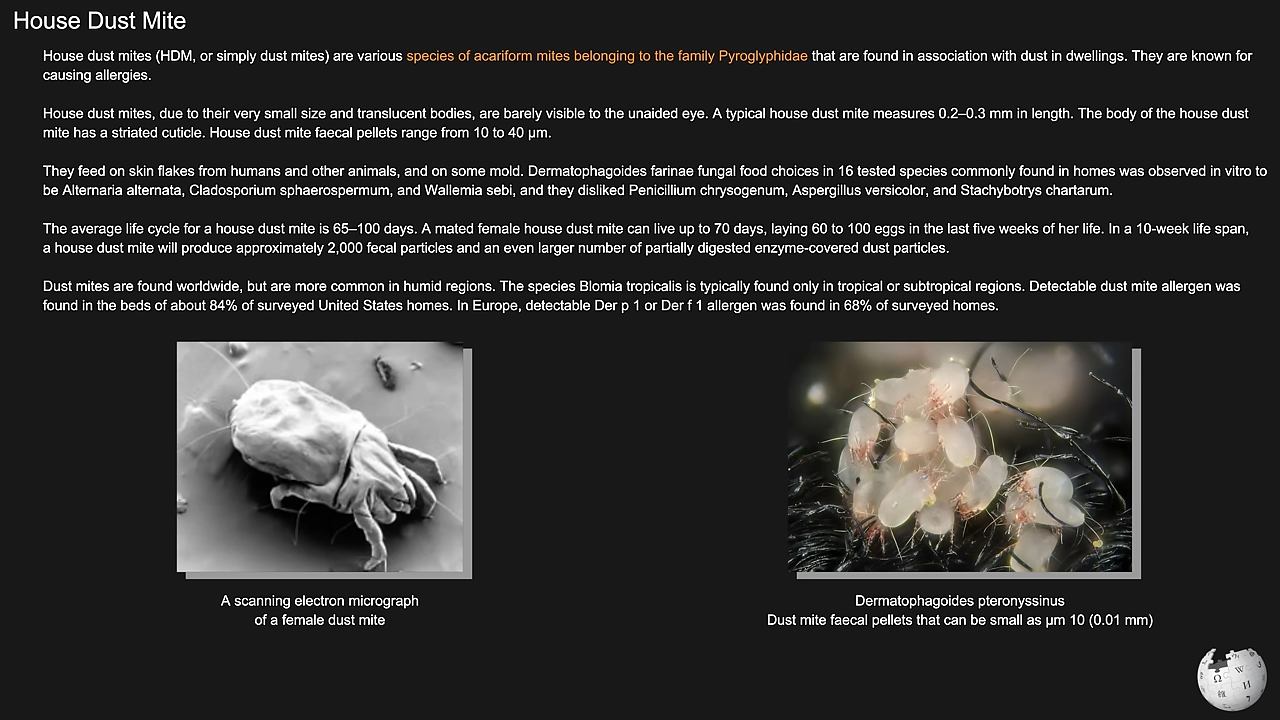 House Dust Mite
House dust mites (HDM, or simply dust mites) are various species of acariform mites belonging to the family Pyroglyphidae that are found in association with dust in dwellings. They are known for
causing allergies.
House dust mites, due to their very small size and translucent bodies, are barely visible to the unaided eye. A typical house dust mite measures 0.2–0.3 mm in length. The body of the house dust
mite has a striated cuticle. House dust mite faecal pellets range from 10 to 40 µm.
They feed on skin flakes from humans and other animals, and on some mold. Dermatophagoides farinae fungal food choices in 16 tested species commonly found in homes was observed in vitro to
be Alternaria alternata, Cladosporium sphaerospermum, and Wallemia sebi, and they disliked Penicillium chrysogenum, Aspergillus versicolor, and Stachybotrys chartarum.
The average life cycle for a house dust mite is 65–100 days. A mated female house dust mite can live up to 70 days, laying 60 to 100 eggs in the last five weeks of her life. In a 10-week life span,
a house dust mite will produce approximately 2,000 fecal particles and an even larger number of partially digested enzyme-covered dust particles.
Dust mites are found worldwide, but are more common in humid regions. The species Blomia tropicalis is typically found only in tropical or subtropical regions. Detectable dust mite allergen was
found in the beds of about 84% of surveyed United States homes. In Europe, detectable Der p 1 or Der f 1 allergen was found in 68% of surveyed homes.
A scanning electron micrograph
of a female dust mite
Dermatophagoides pteronyssinus
Dust mite faecal pellets that can be small as µm 10 (0.01 mm)
Ω W И 7